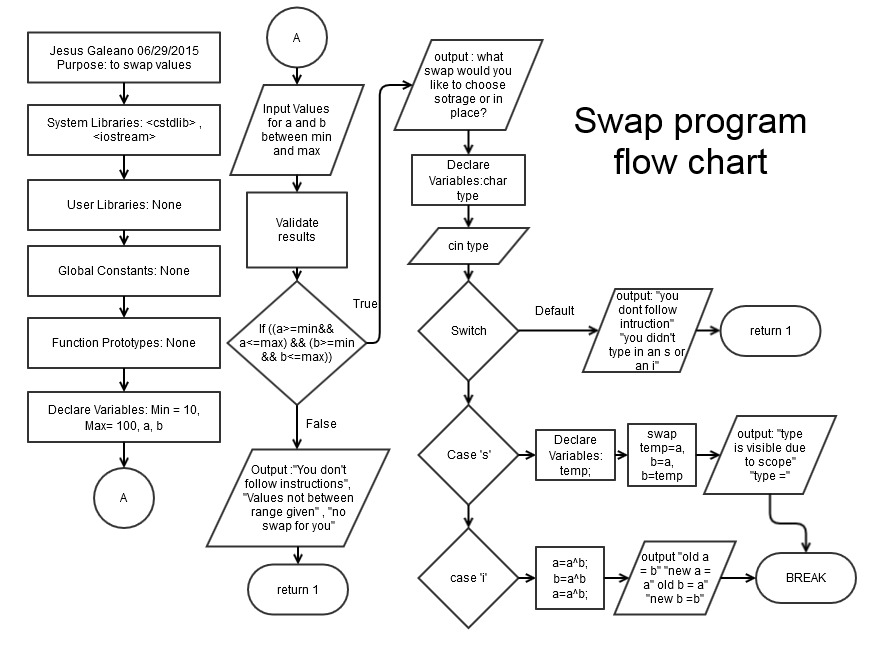 Swap program
flow chart
Jesus Galeano 06/29/2015
Purpose: to swap values
System Libraries: <cstdlib> ,
<iostream>
User Libraries: None
Global Constants: None
Function Prototypes: None
Declare Variables: Min = 10,
Max= 100, a, b
A
A
Input Values
for a and b
between min
and max
Validate
results
If ((a>=min&&
a<=max) && (b>=min
&& b<=max))
True
False
Output :"You don't
follow instructions",
"Values not between
range given" , "no
swap for you"
return 1
output : what
swap would you
like to choose
sotrage or in
place?
Declare
Variables:char
type
cin type
Switch
Default
output: "you
dont follow
intruction"
"you didn't
type in an s or
an i"
return 1
Case 's'
Declare
Variables:
temp;
swap
temp=a,
b=a,
b=temp
output: "type
is visible due
to scope"
"type ="
case 'i'
a=a^b;
b=a^b
a=a^b;
output "old a
= b" "new a =
a" old b = a"
"new b =b"
BREAK